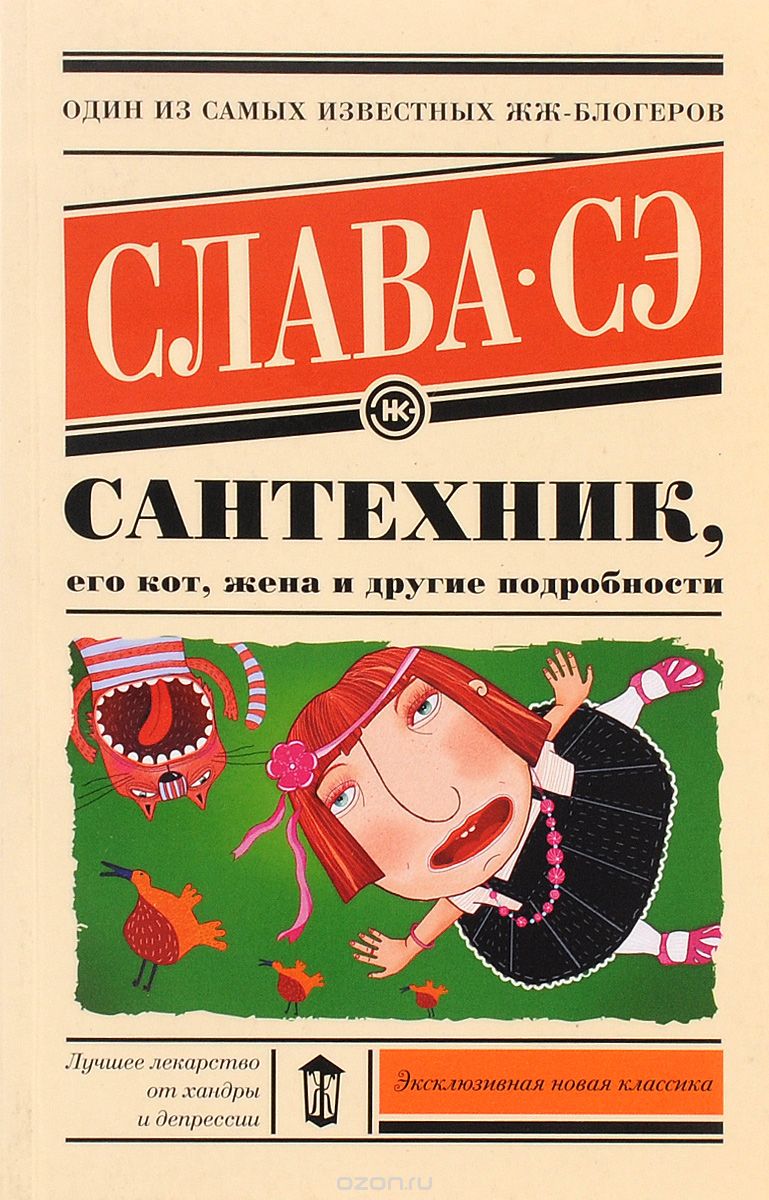 ОДИН ИЗ САМЫХ ИЗВЕСТНЫХ ЖЖ-БЛОГЕРОВ
СЛАВА·СЭ
НК
САНТЕХНИК,
его кот, жена и другие подробности
Лучшее лекарство
от хандры
и депрессии
Ж
Эксклюзивная новая классика
ozon.ru